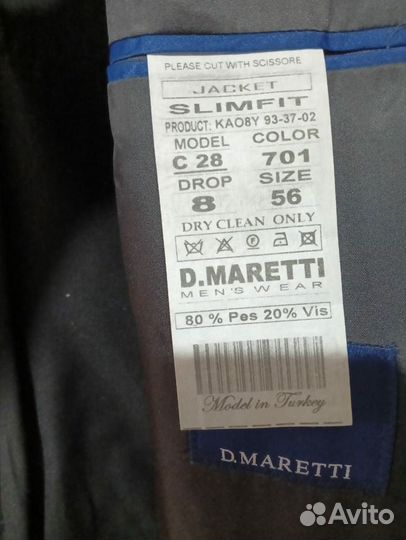 PLEASE CUT WITH SCISSORE
JACKET
SLIMFIT
PRODUCT: KAO8Y 93-37-02
MODEL COLOR
C 28 701
DROP SIZE
8 56
DRY CLEAN ONLY
D.MARETTI
MEN'S WEAR
80 % Pes 20% Vis
Model in Turkey
D.MARETTI
Avito